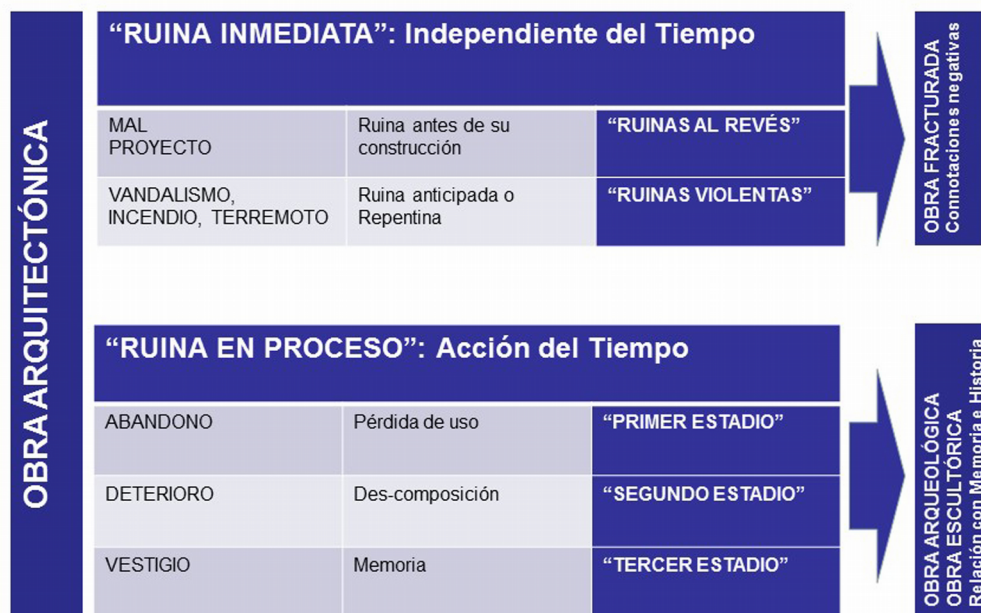 OBRA ARQUITECTÓNICA
“RUINA INMEDIATA”: Independiente del Tiempo
MAL
PROYECTO
Ruina antes de su
construcción
“RUINAS AL REVÉS”
VANDALISMO,
INCENDIO, TERREMOTO
Ruina anticipada o
Repentina
“RUINAS VIOLENTAS”
OBRA FRACTURADA
Connotaciones negativas
“RUINA EN PROCESO”: Acción del Tiempo
ABANDONO
Pérdida de uso
“PRIMER ESTADIO”
DETERIORO
Des-composición
“SEGUNDO ESTADIO”
VESTIGIO
Memoria
“TERCER ESTADIO”
OBRA ARQUEOLÓGICA
OBRA ESCULTÓRICA
Relación con Memoria e Historia